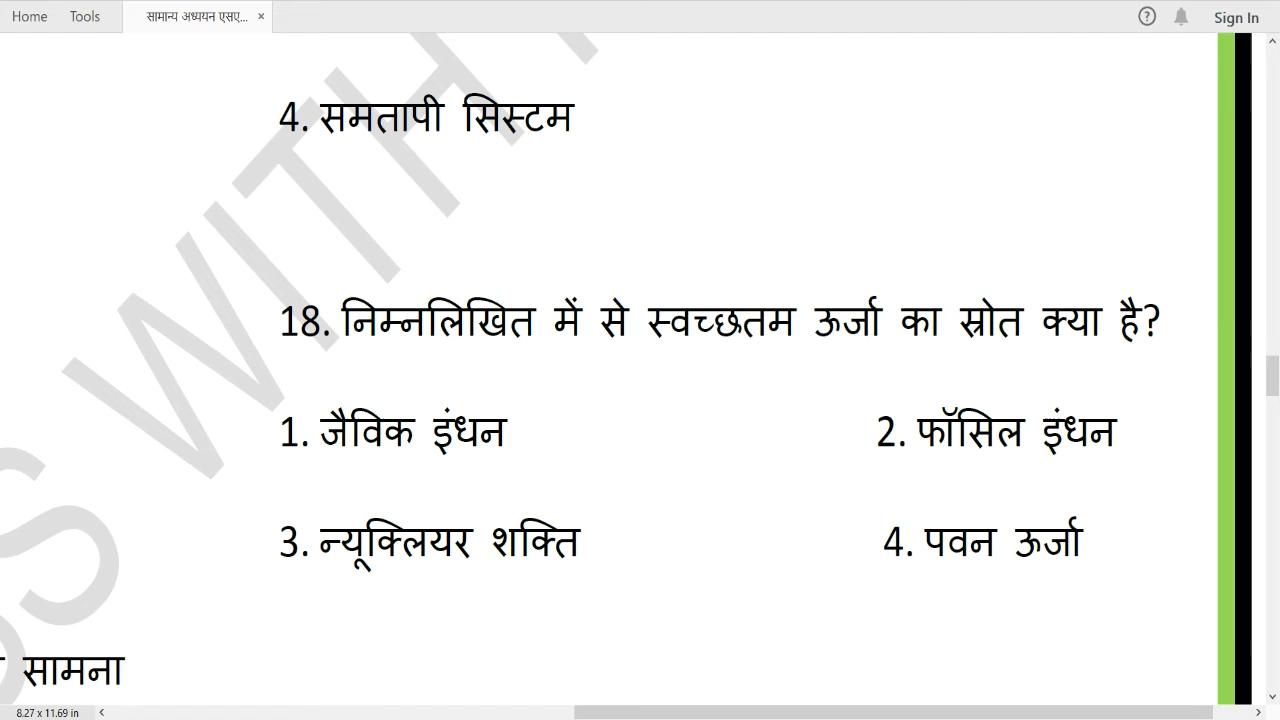 Home Tools सामान्य अध्ययन एसए... × ? Sign In
4. समतापी सिस्टम
18. निम्नलिखित में से स्वच्छतम ऊर्जा का स्रोत क्या है?
1. जैविक इंधन 2. फॉसिल इंधन
3. न्यूक्लियर शक्ति 4. पवन ऊर्जा
सामना
8.27 x 11.69 in
WITH